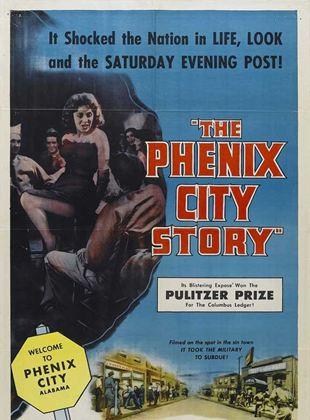 It Shocked the Nation in LIFE, LOOK
and the SATURDAY EVENING POST!
"THE
PHENIX
CITY
STORY"
Its Blistering Expose' Won The
PULITZER PRIZE
For The Columbus Ledger!
Filmed on the spot in the sin town
IT TOOK THE MILITARY
TO SUBDUE!
WELCOME
TO
PHENIX
CITY
ALABAMA